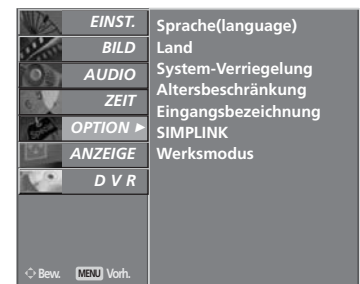 EINST.
BILD
AUDIO
ZEIT
OPTION ►
ANZEIGE
D V R
Sprache(language)
Land
System-Verriegelung
Altersbeschränkung
Eingangsbezeichnung
SIMPLINK
Werksmodus
Bew. MENU Vorh.